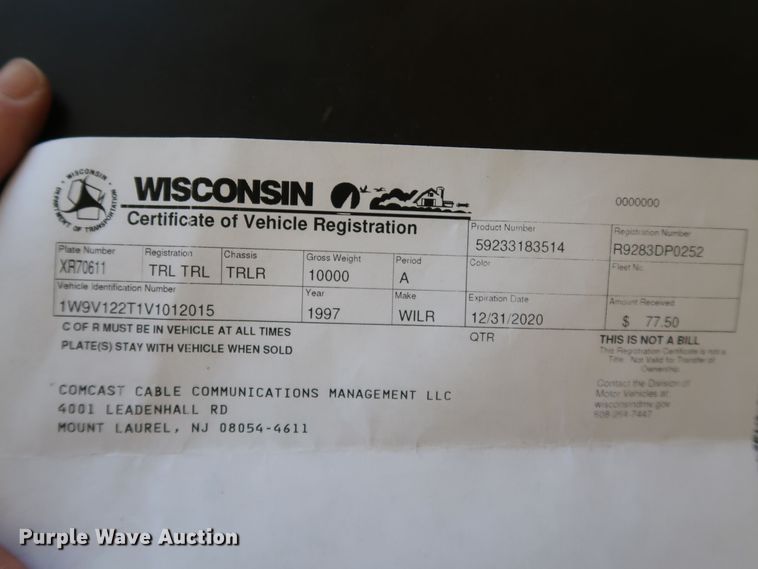 WISCONSIN
DEPARTMENT OF TRANSPORTATION
WISCONSIN
0000000
Certificate of Vehicle Registration
Product Number
59233183514
Registration Number
R9283DP0252
Plate Number
XR70611
Registration
TRL TRL
Chassis
TRLR
Gross Weight
10000
Period
A
Color
Fleet No.
Vehicle Identification Number
1W9V122T1V1012015
Year
1997
Make
WILR
Expiration Date
12/31/2020
Amount Received
$ 77.50
C OF R MUST BE IN VEHICLE AT ALL TIMES
PLATE(S) STAY WITH VEHICLE WHEN SOLD
QTR
THIS IS NOT A BILL
This Registration Certificate is not a
Title. Not Valid for Transfer of
Ownership.
Contact the Division of
Motor Vehicles at:
wisconsindmv.gov
608-264-7447
COMCAST CABLE COMMUNICATIONS MANAGEMENT LLC
4001 LEADENHALL RD
MOUNT LAUREL, NJ 08054-4611
Purple Wave Auction